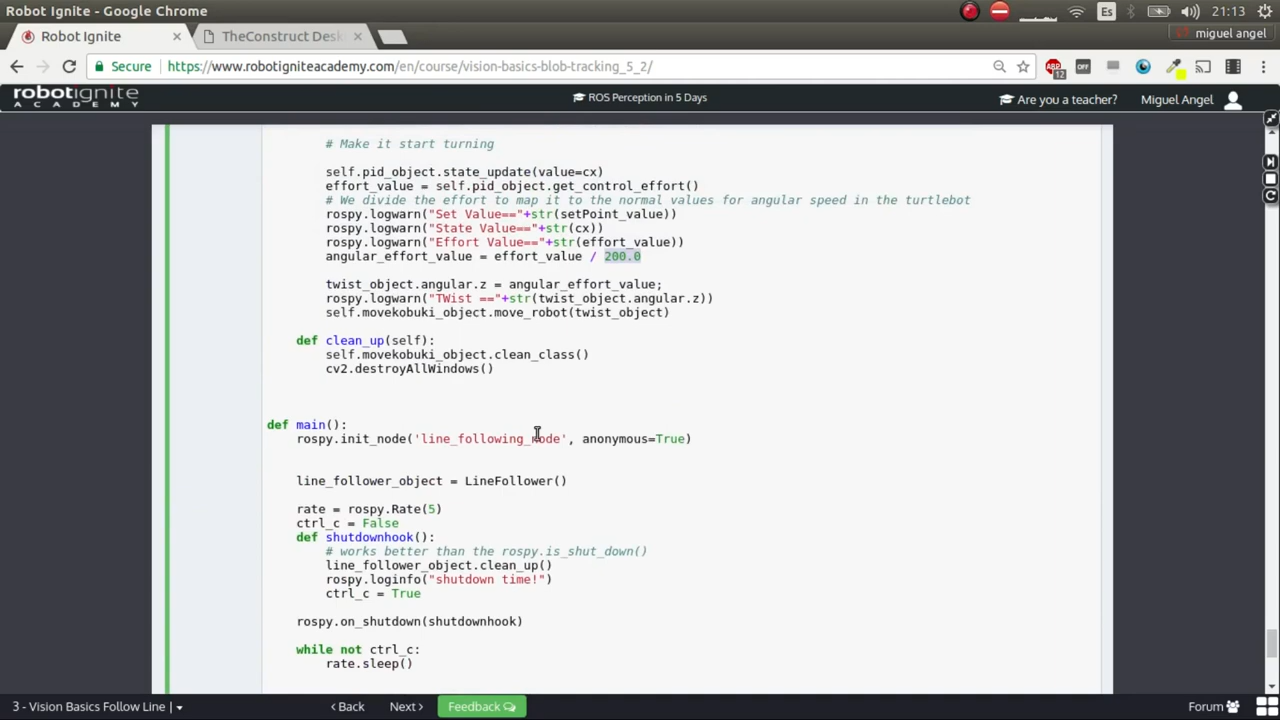 Robot Ignite - Google Chrome
Es
21:13
Robot Ignite
TheConstruct Desk
miguel angel
Secure
https://www.robotigniteacademy.com/en/course/vision-basics-blob-tracking_5_2/
ABP
12
OFF
robotignite
ACADEMY
ROS Perception in 5 Days
Are you a teacher?
Miguel Angel
# Make it start turning
self.pid_object.state_update(value=cx)
effort_value = self.pid_object.get_control_effort()
# We divide the effort to map it to the normal values for angular speed in the turtlebot
rospy.logwarn("Set Value=="+str(setPoint_value))
rospy.logwarn("State Value=="+str(cx))
rospy.logwarn("Effort Value=="+str(effort_value))
angular_effort_value = effort_value / 200.0
twist_object.angular.z = angular_effort_value;
rospy.logwarn("TWist =="+str(twist_object.angular.z))
self.movekobuki_object.move_robot(twist_object)
def clean_up(self):
self.movekobuki_object.clean_class()
cv2.destroyAllWindows()
def main():
rospy.init_node('line_following_node', anonymous=True)
line_follower_object = LineFollower()
rate = rospy.Rate(5)
ctrl_c = False
def shutdownhook():
# works better than the rospy.is_shut_down()
line_follower_object.clean_up()
rospy.loginfo("shutdown time!")
ctrl_c = True
rospy.on_shutdown(shutdownhook)
while not ctrl_c:
rate.sleep()
3 - Vision Basics Follow Line |
Back
Next
Feedback
Forum